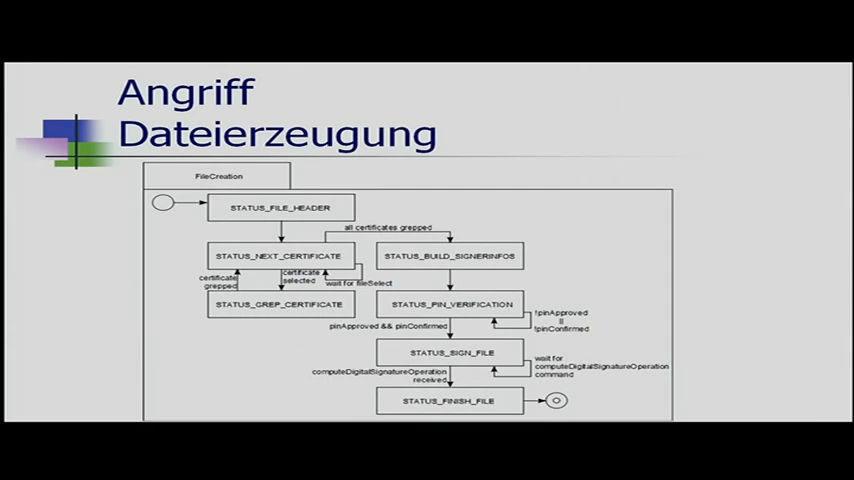 Angriff
Dateierzeugung
FileCreation
STATUS_FILE_HEADER
all certificates grepped
STATUS_NEXT_CERTIFICATE
STATUS_BUILD_SIGNERINFOS
certificate
grepped
certificate
selected
wait for fileSelect
STATUS_GREP_CERTIFICATE
STATUS_PIN_VERIFICATION
!pinApproved
||
!pinConfirmed
pinApproved && pinConfirmed
STATUS_SIGN_FILE
wait for
computeDigitalSignatureOperation
command
computeDigitalSignatureOperation
received
STATUS_FINISH_FILE